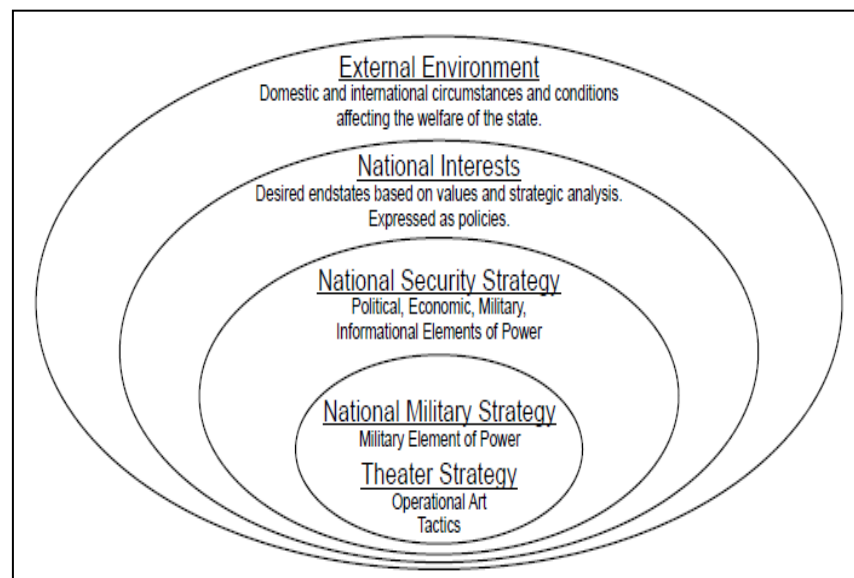 External Environment
Domestic and international circumstances and conditions
affecting the welfare of the state.
National Interests
Desired endstates based on values and strategic analysis.
Expressed as policies.
National Security Strategy
Political, Economic, Military,
Informational Elements of Power
National Military Strategy
Military Element of Power
Theater Strategy
Operational Art
Tactics